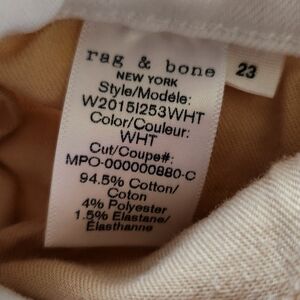 rag & bone
NEW YORK
23
Style/Modéle:
W2015I253WHT
Color/Couleur:
WHT
Cut/Coupe#:
MPO-000000880-C
94.5% Cotton/
Coton
4% Polyester
1.5% Elastane/
Élasthanne